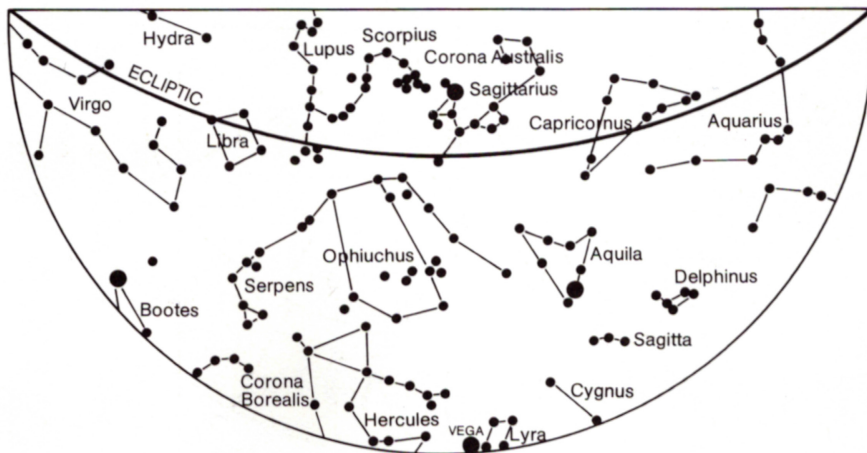 Hydra
Lupus
Scorpius
Corona Australis
Sagittarius
ECLIPTIC
Virgo
Libra
Capricornus
Aquarius
Ophiuchus
Serpens
Aquila
Delphinus
Bootes
Sagitta
Corona
Borealis
Hercules
Cygnus
VEGA
Lyra